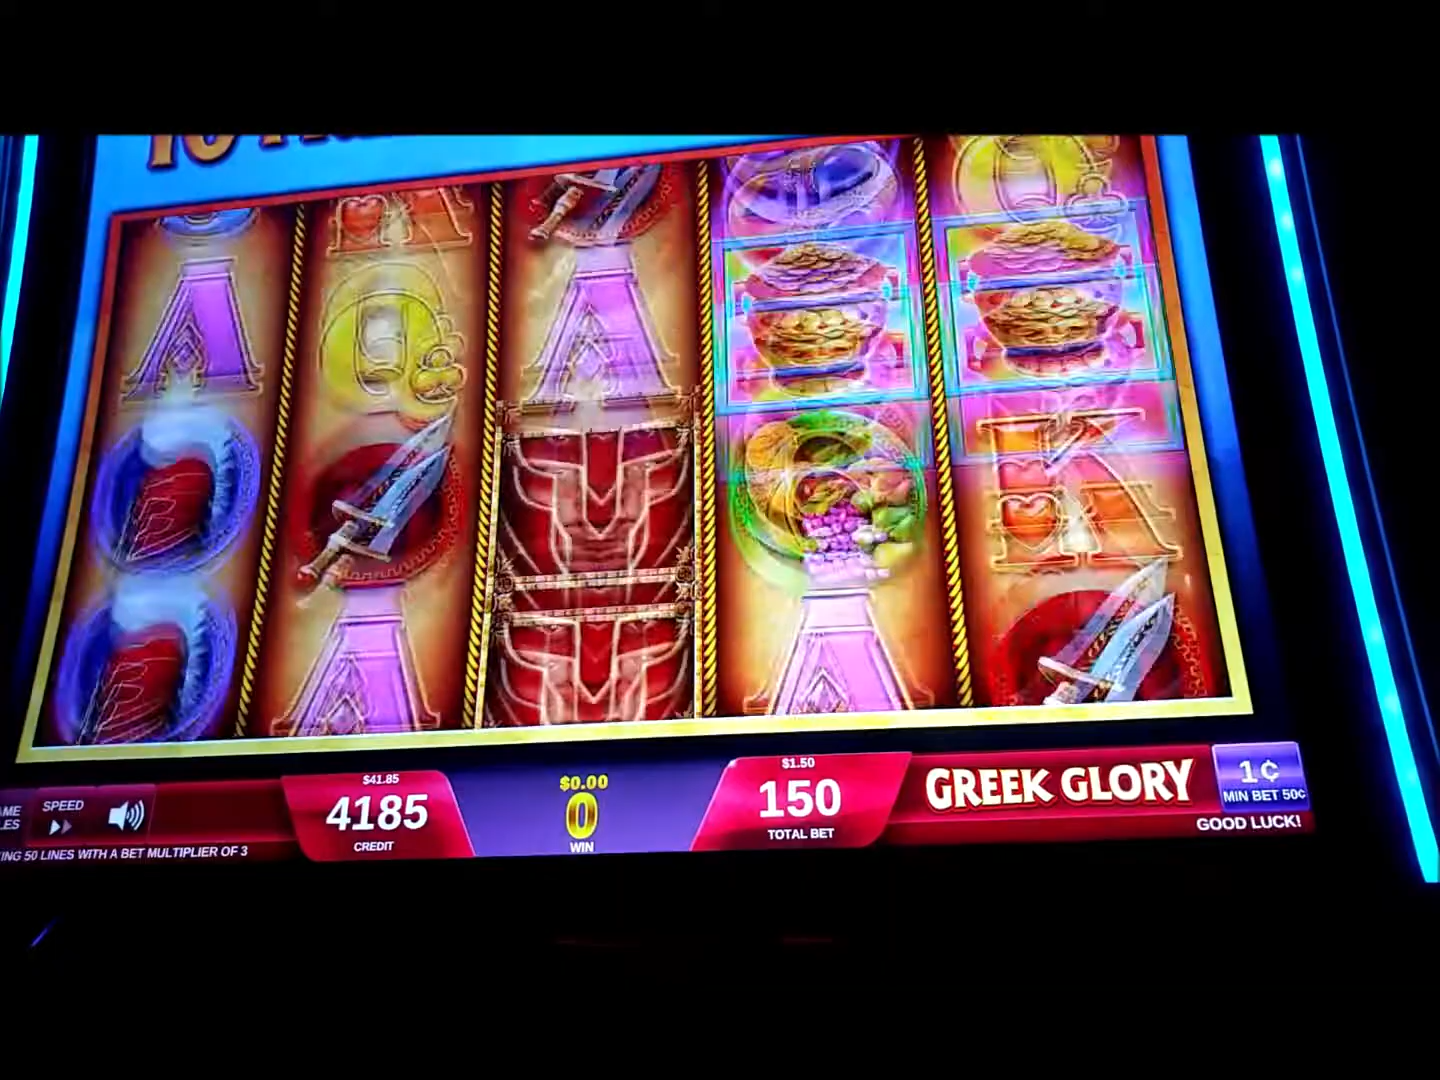 A Q A K
A A
$41.85
4185
CREDIT
$0.00
0
WIN
$1.50
150
TOTAL BET
GREEK GLORY
1¢
MIN BET 50¢
GOOD LUCK!
SPEED
50 LINES WITH A BET MULTIPLIER OF 3